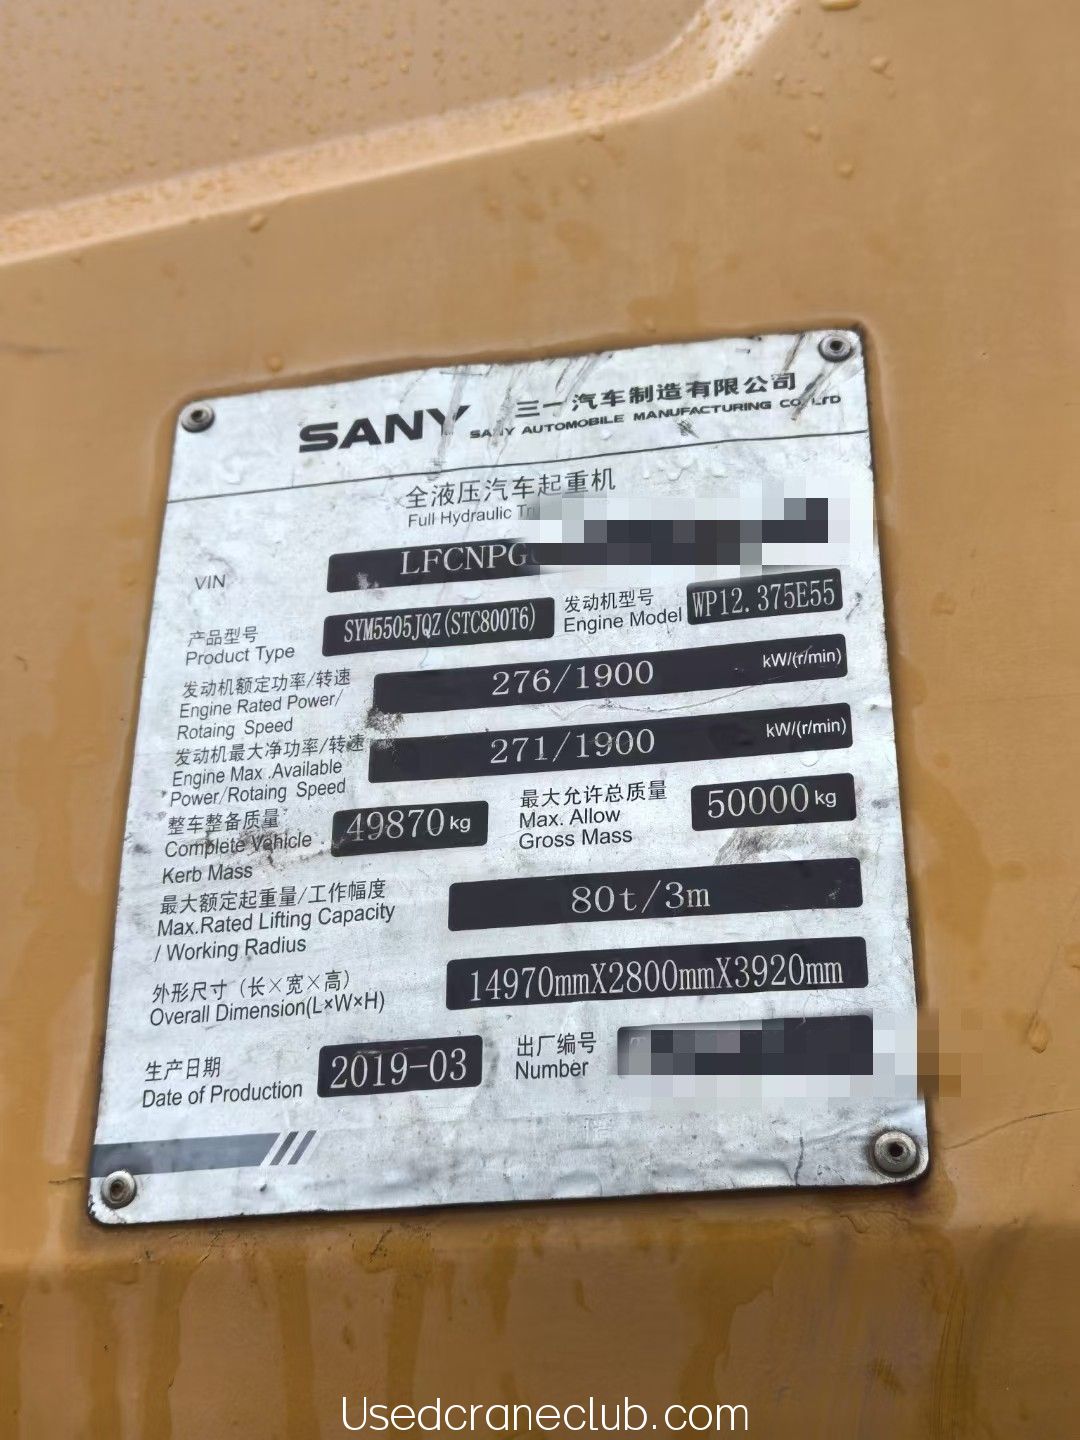 SANY 三一汽车制造有限公司
SANY AUTOMOBILE MANUFACTURING CO.,LTD
全液压汽车起重机
Full Hydraulic
VIN LFCNPG
产品型号 SYM5505JQZ(STC800T6) 发动机型号 WP12.375E55
Product Type Engine Model
发动机额定功率/转速 276/1900 kW/(r/min)
Engine Rated Power/
Rotaing Speed
发动机最大净功率/转速 271/1900 kW/(r/min)
Engine Max .Available
Power/Rotaing Speed
整车整备质量 49870kg 最大允许总质量 50000kg
Complete Vehicle Max. Allow
Kerb Mass Gross Mass
最大额定起重量/工作幅度 80t/3m
Max.Rated Lifting Capacity
/ Working Radius
外形尺寸 (长×宽×高) 14970mmX2800mmX3920mm
Overall Dimension(L×W×H)
生产日期 2019-03 出厂编号
Date of Production Number
Usedcraneclub.com